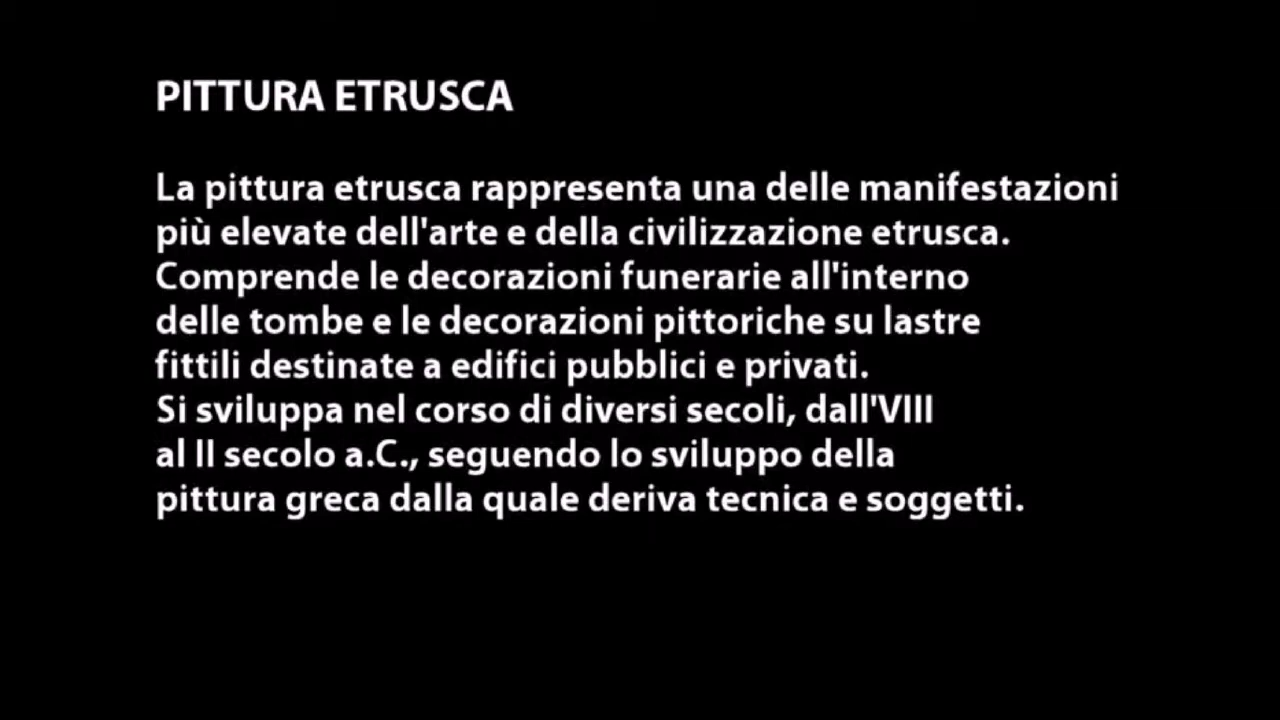 PITTURA ETRUSCA
La pittura etrusca rappresenta una delle manifestazioni
più elevate dell'arte e della civilizzazione etrusca.
Comprende le decorazioni funerarie all'interno
delle tombe e le decorazioni pittoriche su lastre
fittili destinate a edifici pubblici e privati.
Si sviluppa nel corso di diversi secoli, dall'VIII
al II secolo a.C., seguendo lo sviluppo della
pittura greca dalla quale deriva tecnica e soggetti.